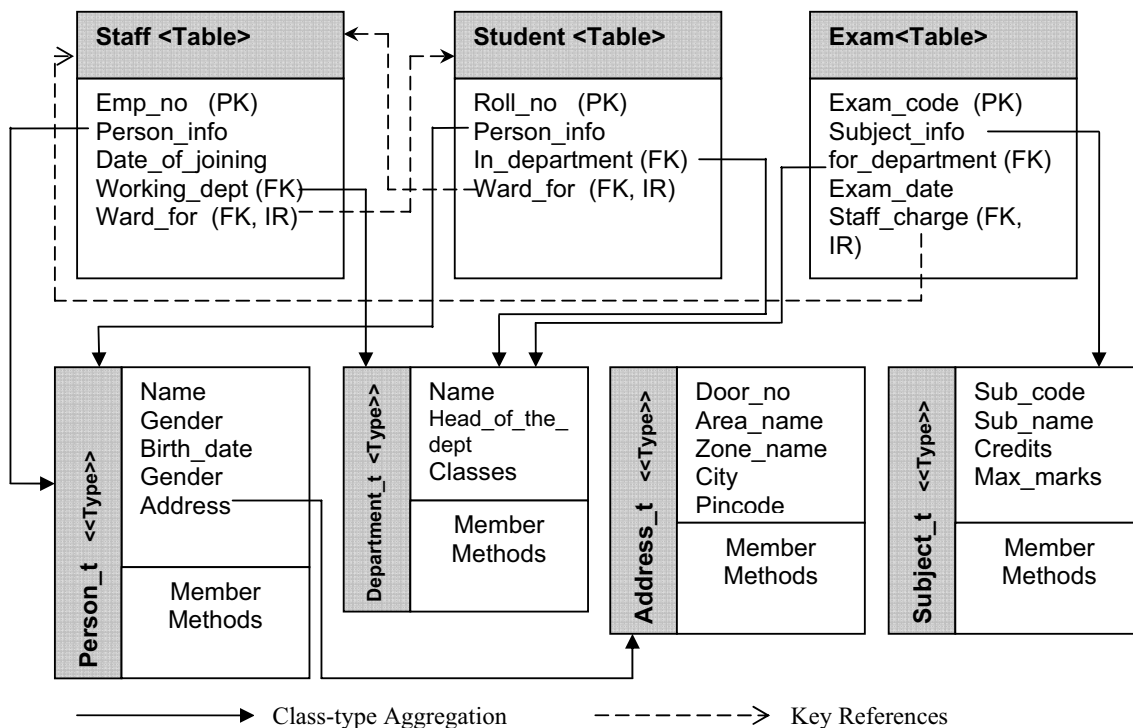 Staff <Table>
Emp_no (PK)
Person_info
Date_of_joining
Working_dept (FK)
Ward_for (FK, IR)
Student <Table>
Roll_no (PK)
Person_info
In_department (FK)
Ward_for (FK, IR)
Exam<Table>
Exam_code (PK)
Subject_info
for_department (FK)
Exam_date
Staff_charge (FK,
IR)
Person_t <<Type>>
Name
Gender
Birth_date
Gender
Address
Member
Methods
Department_t <Type>>
Name
Head_of_the_
dept
Classes
Member
Methods
Address_t <<Type>>
Door_no
Area_name
Zone_name
City
Pincode
Member
Methods
Subject_t <<Type>>
Sub_code
Sub_name
Credits
Max_marks
Member
Methods
Class-type Aggregation
Key References